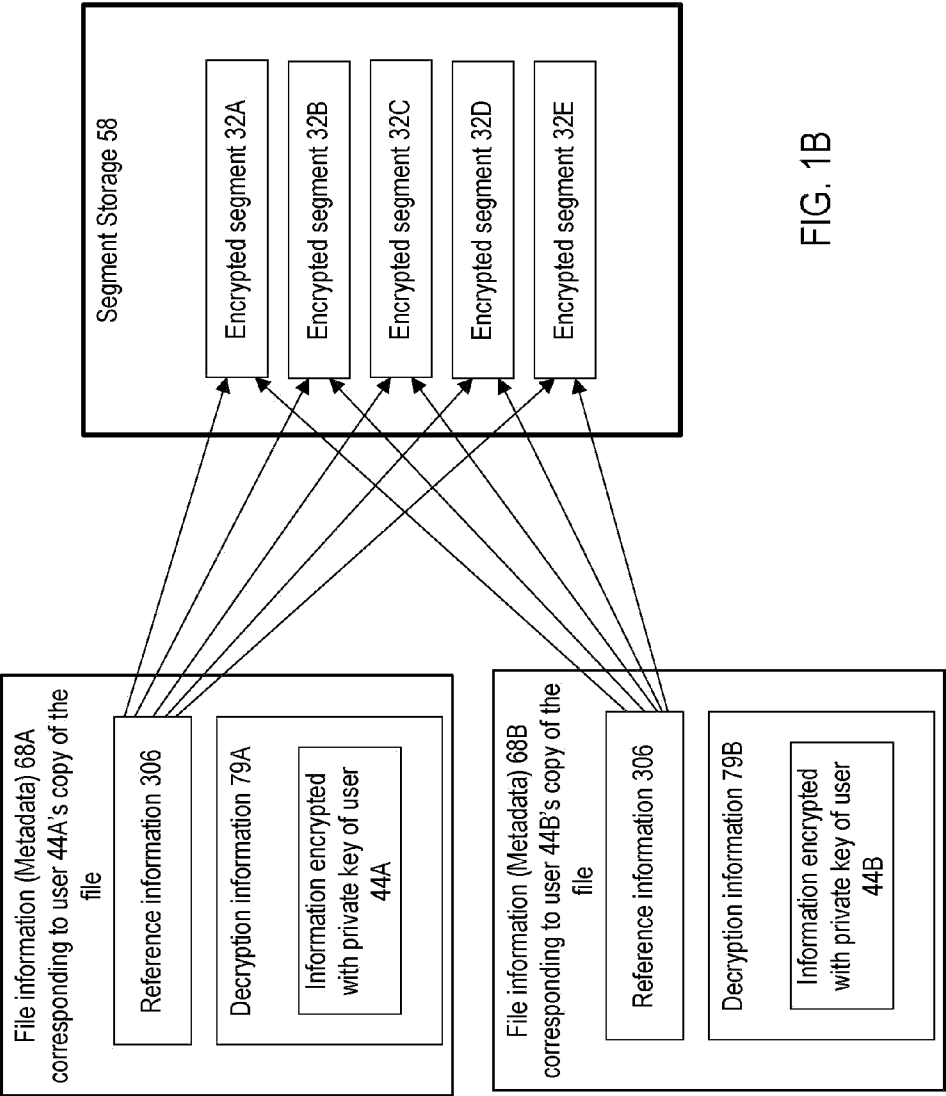 File information (Metadata) 68A
corresponding to user 44A's copy of the
file
Reference information 306
Decryption information 79A
Information encrypted
with private key of user
44A
File information (Metadata) 68B
corresponding to user 44B's copy of the
file
Reference information 306
Decryption information 79B
Information encrypted
with private key of user
44B
Segment Storage 58
Encrypted segment 32A
Encrypted segment 32B
Encrypted segment 32C
Encrypted segment 32D
Encrypted segment 32E
FIG. 1B